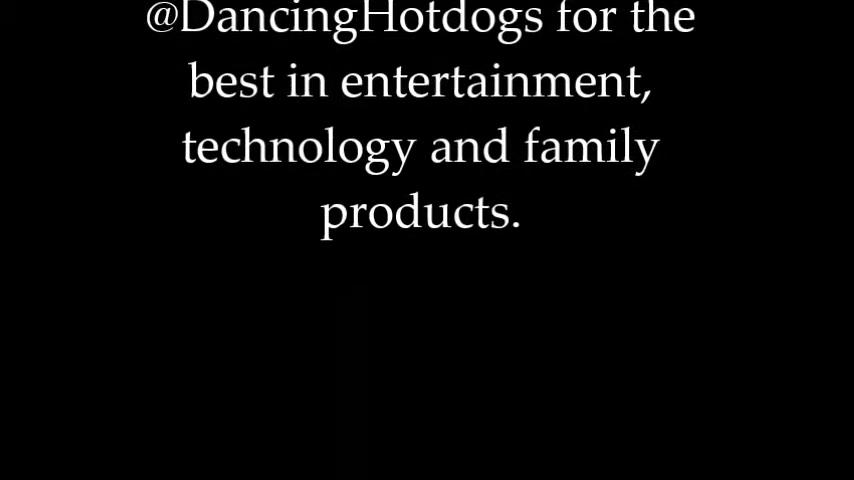 @DancingHotdogs for the
best in entertainment,
technology and family
products.